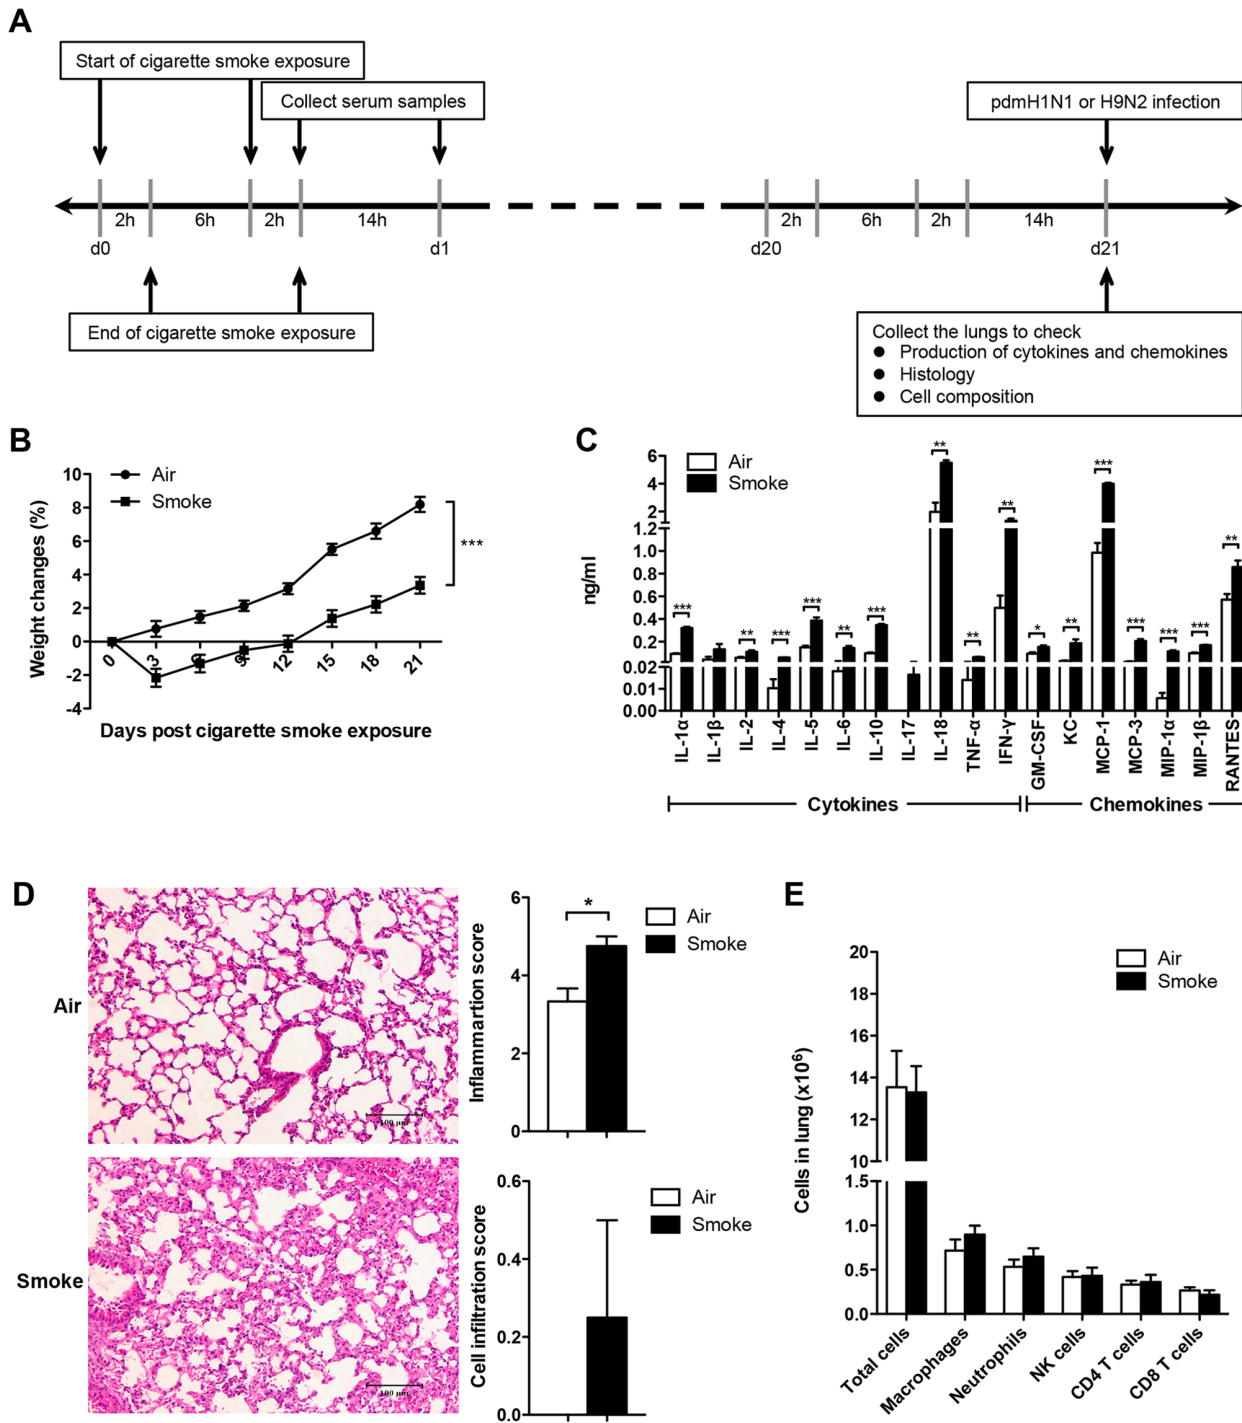 A
Start of cigarette smoke exposure
Collect serum samples
pdmH1N1 or H9N2 infection
2h 6h 2h 14h 2h 6h 2h 14h
d0 d1 d20 d21
End of cigarette smoke exposure
Collect the lungs to check
● Production of cytokines and chemokines
● Histology
● Cell composition
B
Air
Smoke
Weight changes (%)
10
8
6
4
2
0
-2
-4
0 3 6 9 12 15 18 21
***
Days post cigarette smoke exposure
C
Air
Smoke
ng/ml
6
4
2
1.2
1.0
0.8
0.6
0.4
0.2
0.02
0.01
0.00
*** ** *** *** ** *** ** ** ** * ** *** *** *** *** **
IL-1α IL-1β IL-2 IL-4 IL-5 IL-6 IL-10 IL-17 IL-18 TNF-α IFN-γ GM-CSF KC MCP-1 MCP-3 MIP-1α MIP-1β RANTES
Cytokines Chemokines
D
Air
100 μm
Smoke
100 μm
Inflammartion score
6
4
2
0
*
Air
Smoke
Cell infiltration score
0.6
0.4
0.2
0.0
Air
Smoke
E
Air
Smoke
Cells in lung (x10⁶)
20
18
16
14
12
10
1.5
1.0
0.5
0.0
Total cells
Macrophages
Neutrophils
NK cells
CD4 T cells
CD8 T cells